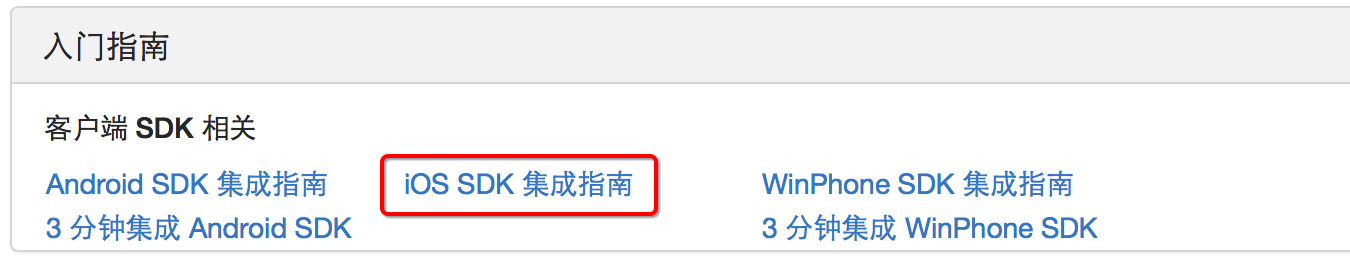 入门指南
客户端 SDK 相关
Android SDK 集成指南 iOS SDK 集成指南 WinPhone SDK 集成指南
3 分钟集成 Android SDK 3 分钟集成 WinPhone SDK